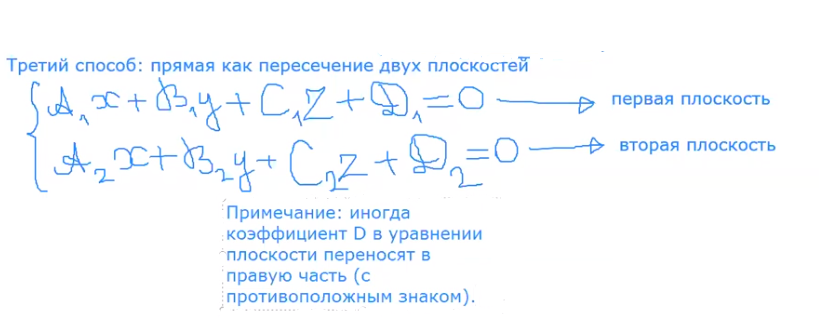 Третий способ: прямая как пересечение двух плоскостей
A₁x + B₁y + C₁z + D₁ = 0 → первая плоскость
A₂x + B₂y + C₂z + D₂ = 0 → вторая плоскость
Примечание: иногда
коэффициент D в уравнении
плоскости переносят в
правую часть (с
противоположным знаком).